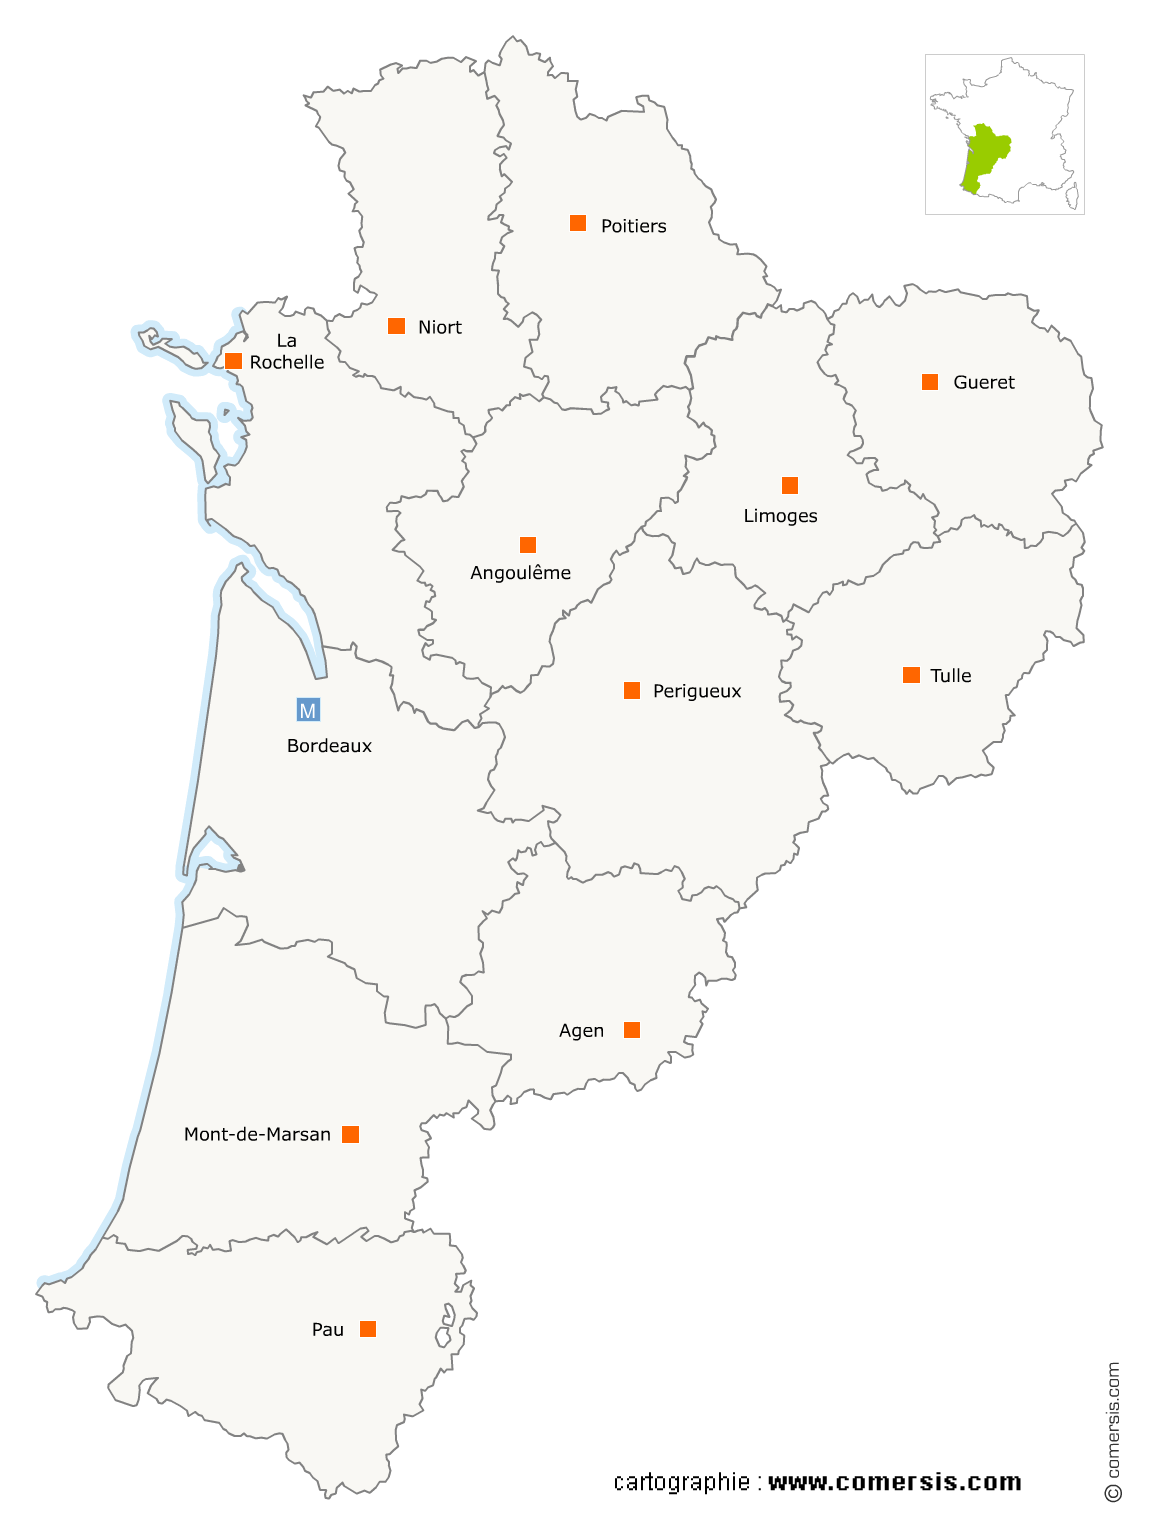 Poitiers
Niort
La
Rochelle
Gueret
Limoges
Angoulême
Tulle
Perigueux
M
Bordeaux
Agen
Mont-de-Marsan
Pau
cartographie : www.comersis.com
© comersis.com